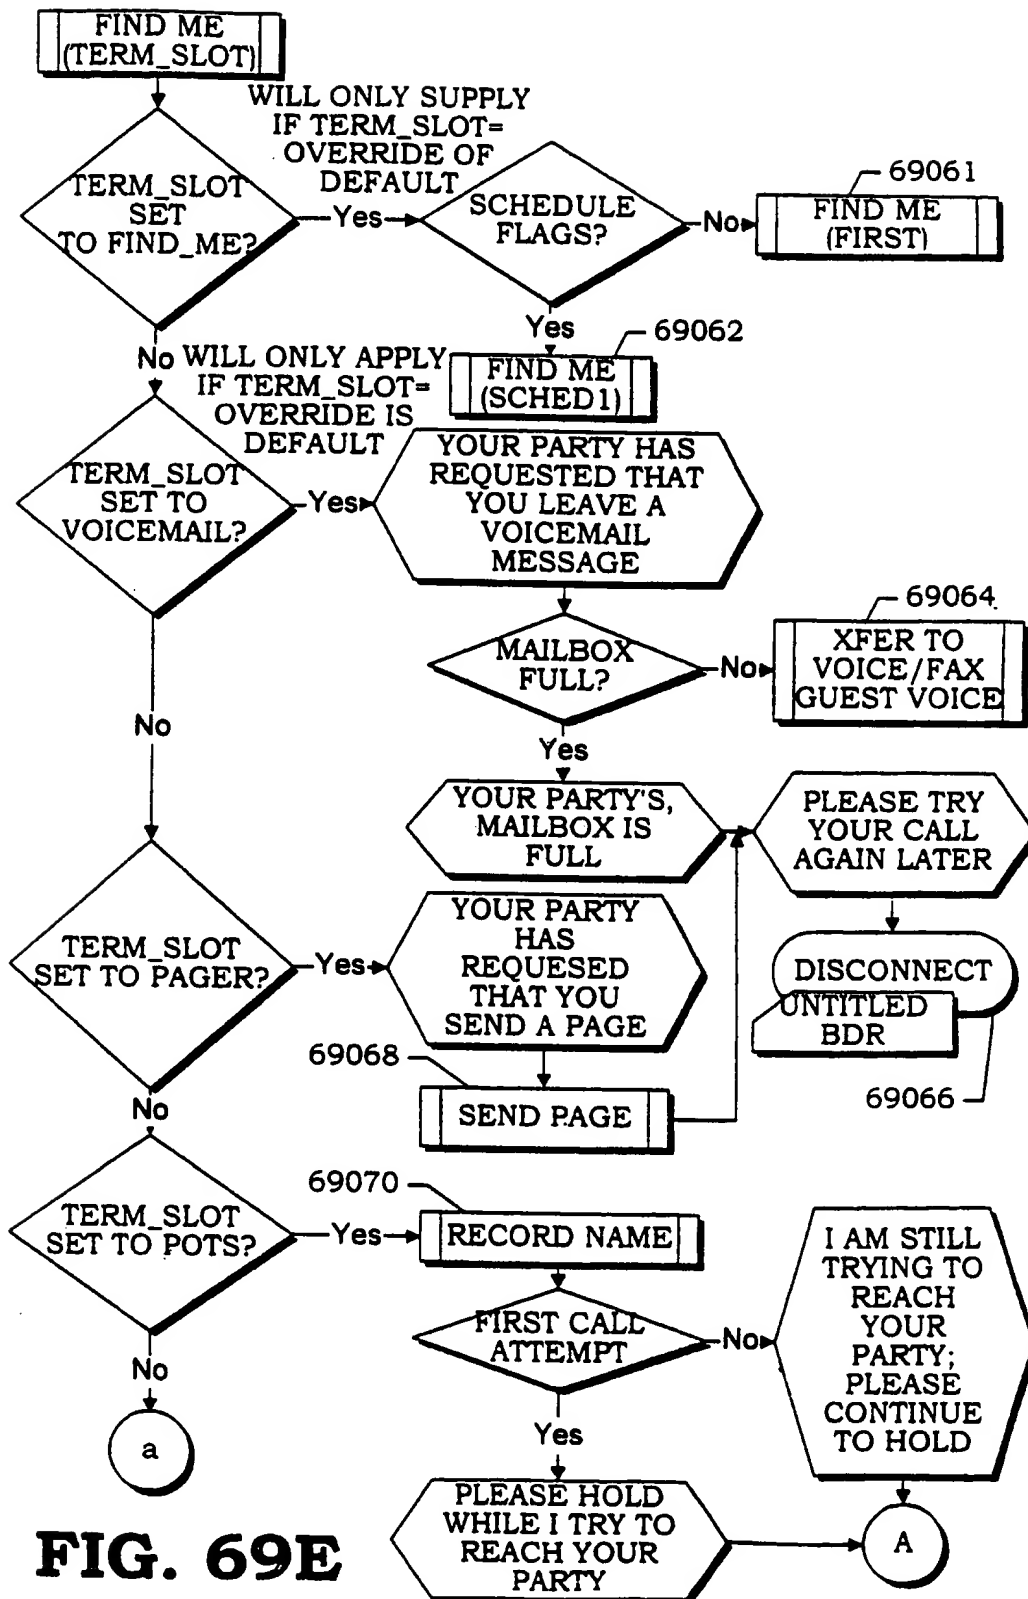 FIND ME
(TERM_SLOT)
WILL ONLY SUPPLY
IF TERM_SLOT=
OVERRIDE OF
DEFAULT
TERM_SLOT
SET
TO FIND_ME?
Yes
SCHEDULE
FLAGS?
No
69061
FIND ME
(FIRST)
Yes
69062
FIND ME
(SCHED1)
No
WILL ONLY APPLY
IF TERM_SLOT=
OVERRIDE IS
DEFAULT
TERM_SLOT
SET TO
VOICEMAIL?
Yes
YOUR PARTY HAS
REQUESTED THAT
YOU LEAVE A
VOICEMAIL
MESSAGE
MAILBOX
FULL?
No
69064
XFER TO
VOICE/FAX
GUEST VOICE
Yes
No
YOUR PARTY'S,
MAILBOX IS
FULL
PLEASE TRY
YOUR CALL
AGAIN LATER
DISCONNECT
UNTITLED
BDR
69066
TERM_SLOT
SET TO PAGER?
Yes
YOUR PARTY
HAS
REQUESED
THAT YOU
SEND A PAGE
69068
SEND PAGE
No
TERM_SLOT
SET TO POTS?
Yes
69070
RECORD NAME
FIRST CALL
ATTEMPT
No
I AM STILL
TRYING TO
REACH
YOUR
PARTY;
PLEASE
CONTINUE
TO HOLD
No
a
Yes
PLEASE HOLD
WHILE I TRY TO
REACH YOUR
PARTY
A
FIG. 69E